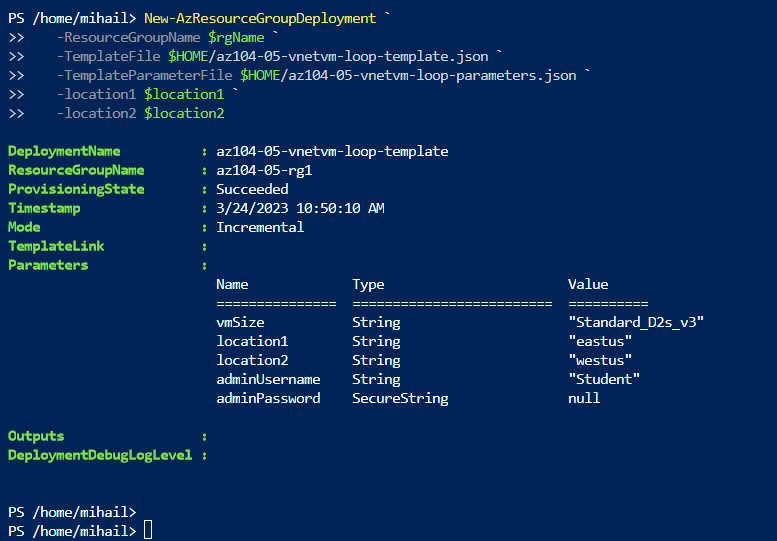 PS /home/mihail> New-AzResourceGroupDeployment `
>>    -ResourceGroupName $rgName `
>>    -TemplateFile $HOME/az104-05-vnetvm-loop-template.json `
>>    -TemplateParameterFile $HOME/az104-05-vnetvm-loop-parameters.json `
>>    -location1 $location1 `
>>    -location2 $location2
DeploymentName          : az104-05-vnetvm-loop-template
ResourceGroupName       : az104-05-rg1
ProvisioningState       : Succeeded
Timestamp               : 3/24/2023 10:50:10 AM
Mode                    : Incremental
TemplateLink            :
Parameters              :
                          Name             Type                       Value
                          ===============  =========================  ==========
                          vmSize           String                     "Standard_D2s_v3"
                          location1        String                     "eastus"
                          location2        String                     "westus"
                          adminUsername    String                     "Student"
                          adminPassword    SecureString               null
Outputs                 :
DeploymentDebugLogLevel :
PS /home/mihail>
PS /home/mihail>